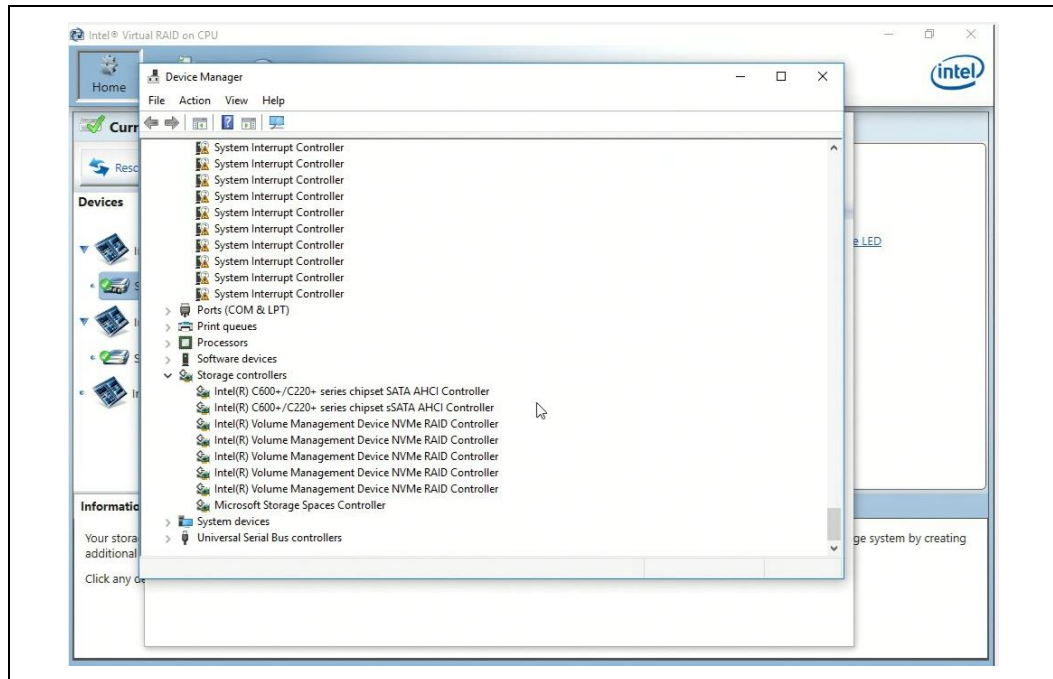 Intel® Virtual RAID on CPU
Home
intel
Device Manager
File Action View Help
Curr
Resc
Devices
e LED
System Interrupt Controller
System Interrupt Controller
System Interrupt Controller
System Interrupt Controller
System Interrupt Controller
System Interrupt Controller
System Interrupt Controller
System Interrupt Controller
System Interrupt Controller
System Interrupt Controller
Ports (COM & LPT)
Print queues
Processors
Software devices
Storage controllers
Intel(R) C600+/C220+ series chipset SATA AHCI Controller
Intel(R) C600+/C220+ series chipset sSATA AHCI Controller
Intel(R) Volume Management Device NVMe RAID Controller
Intel(R) Volume Management Device NVMe RAID Controller
Intel(R) Volume Management Device NVMe RAID Controller
Intel(R) Volume Management Device NVMe RAID Controller
Intel(R) Volume Management Device NVMe RAID Controller
Microsoft Storage Spaces Controller
System devices
Universal Serial Bus controllers
Informatio
Your stora ge system by creating
additional
Click any de